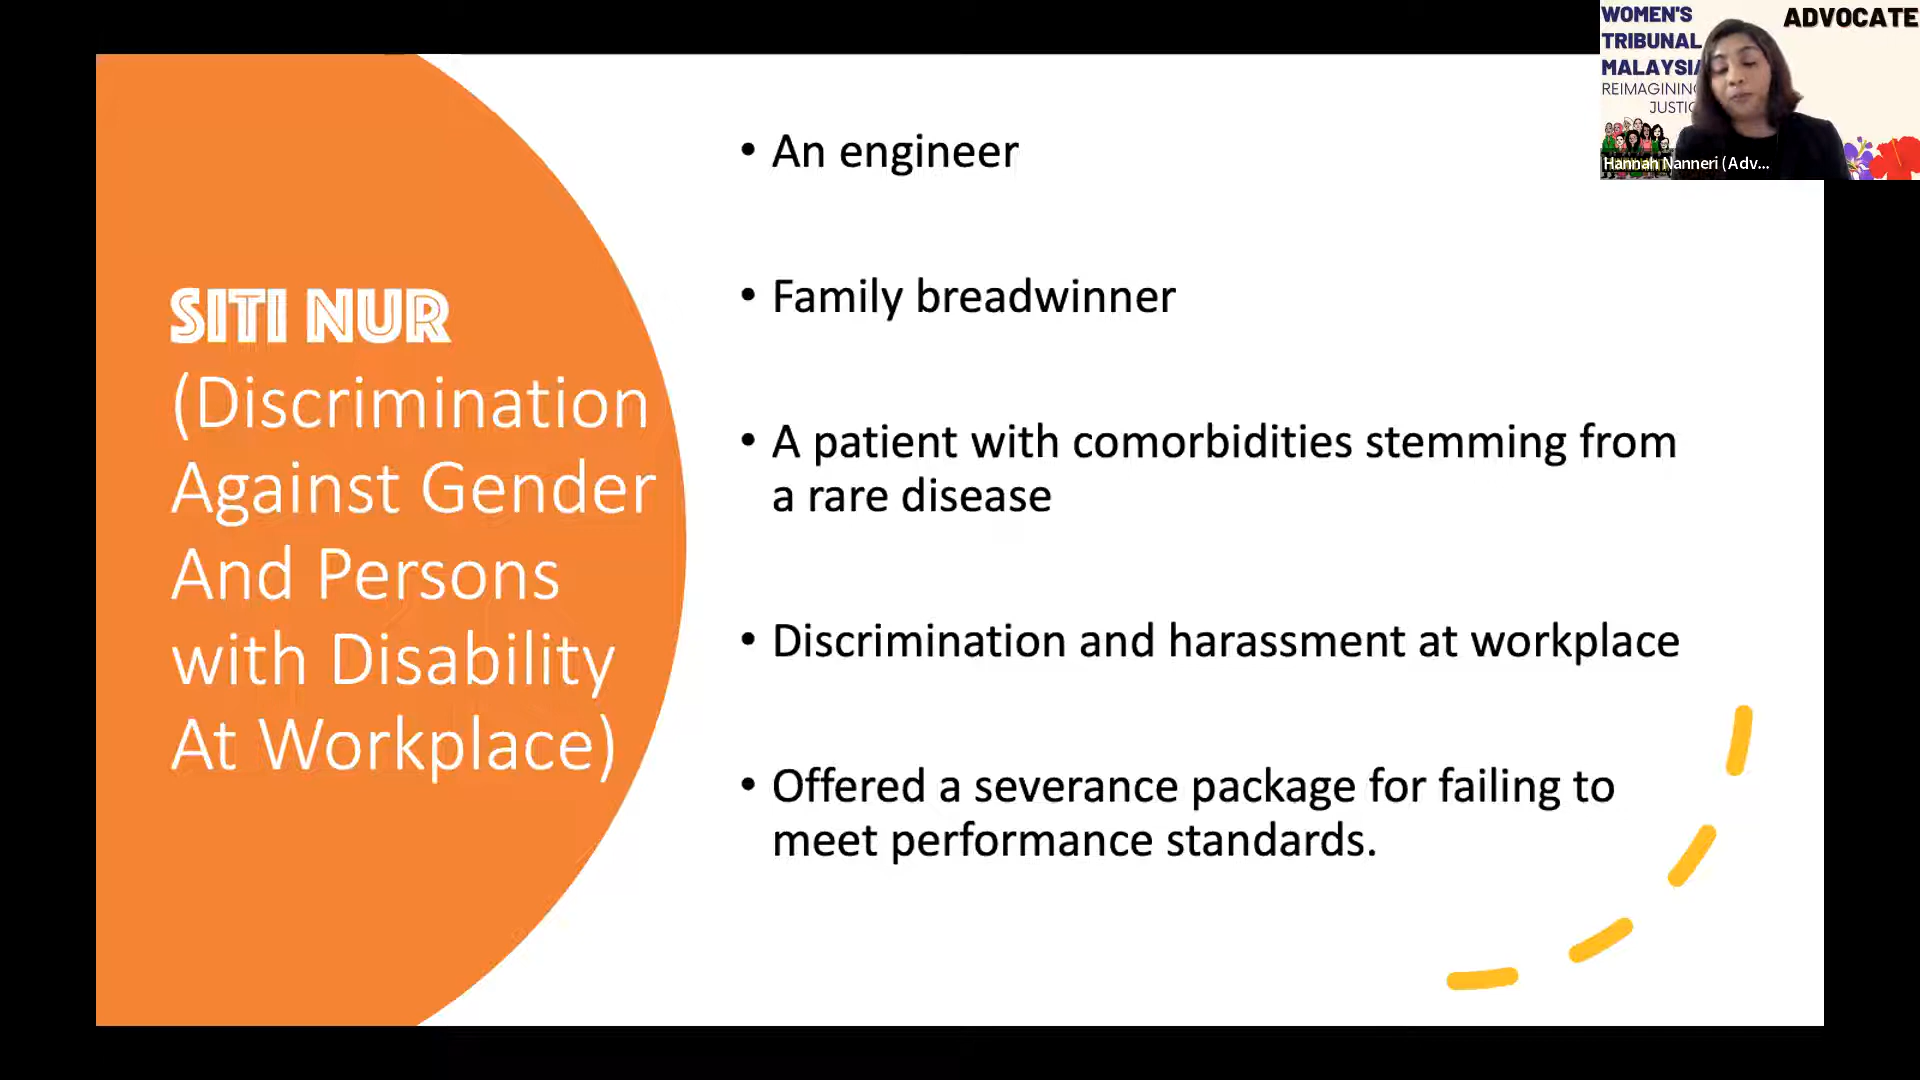 SITI NUR
(Discrimination
Against Gender
And Persons
with Disability
At Workplace)
• An engineer
• Family breadwinner
• A patient with comorbidities stemming from
a rare disease
• Discrimination and harassment at workplace
• Offered a severance package for failing to
meet performance standards.
WOMEN'S
TRIBUNAL
MALAYSIA
REIMAGINING
JUSTIC
ADVOCATE
Hannah Nanneri (Adv...